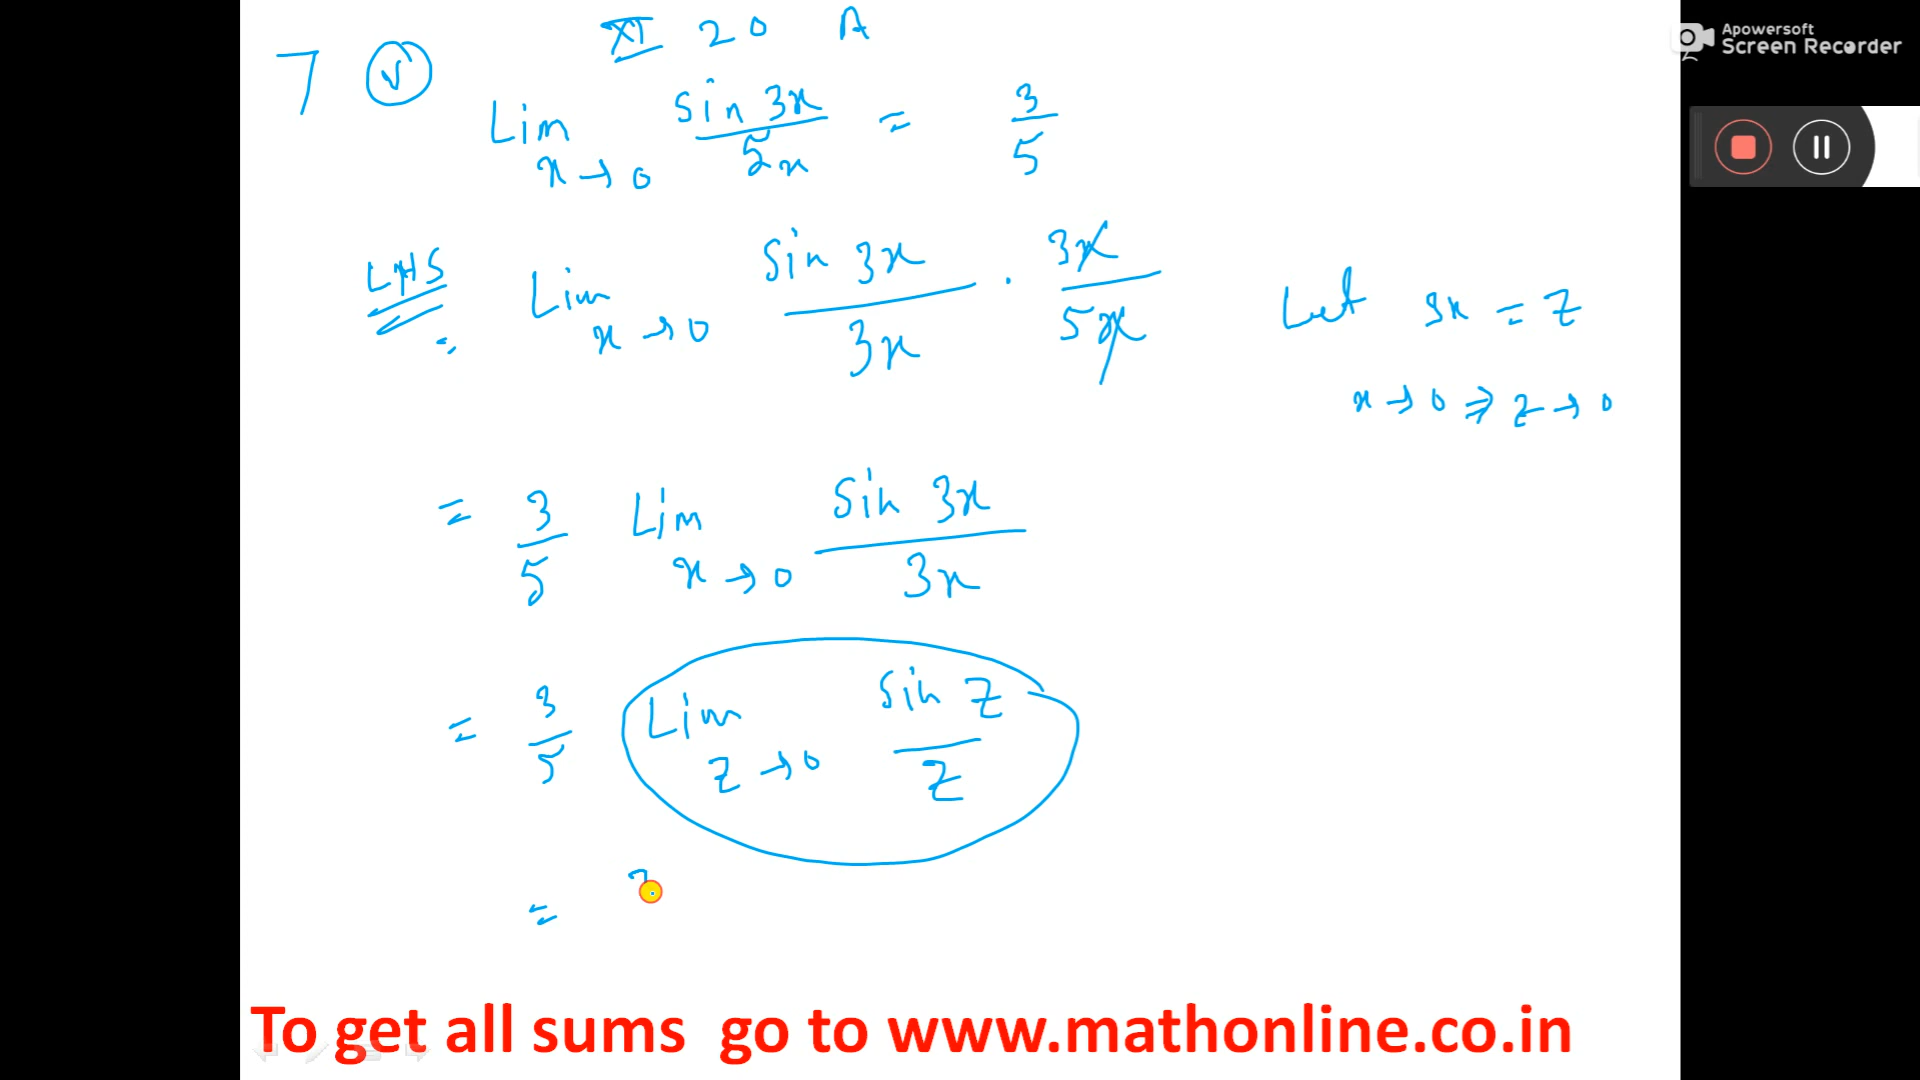 XI 20 A
7 (v)
Lim x→0 sin 3x / 5x = 3/5
LHS = Lim x→0 sin 3x / 3x · 3x / 5x
Let 3x = z
x→0 ⇒ z→0
= 3/5 Lim x→0 sin 3x / 3x
= 3/5 Lim z→0 sin z / z
=
To get all sums go to www.mathonline.co.in
Apowersoft
Screen Recorder